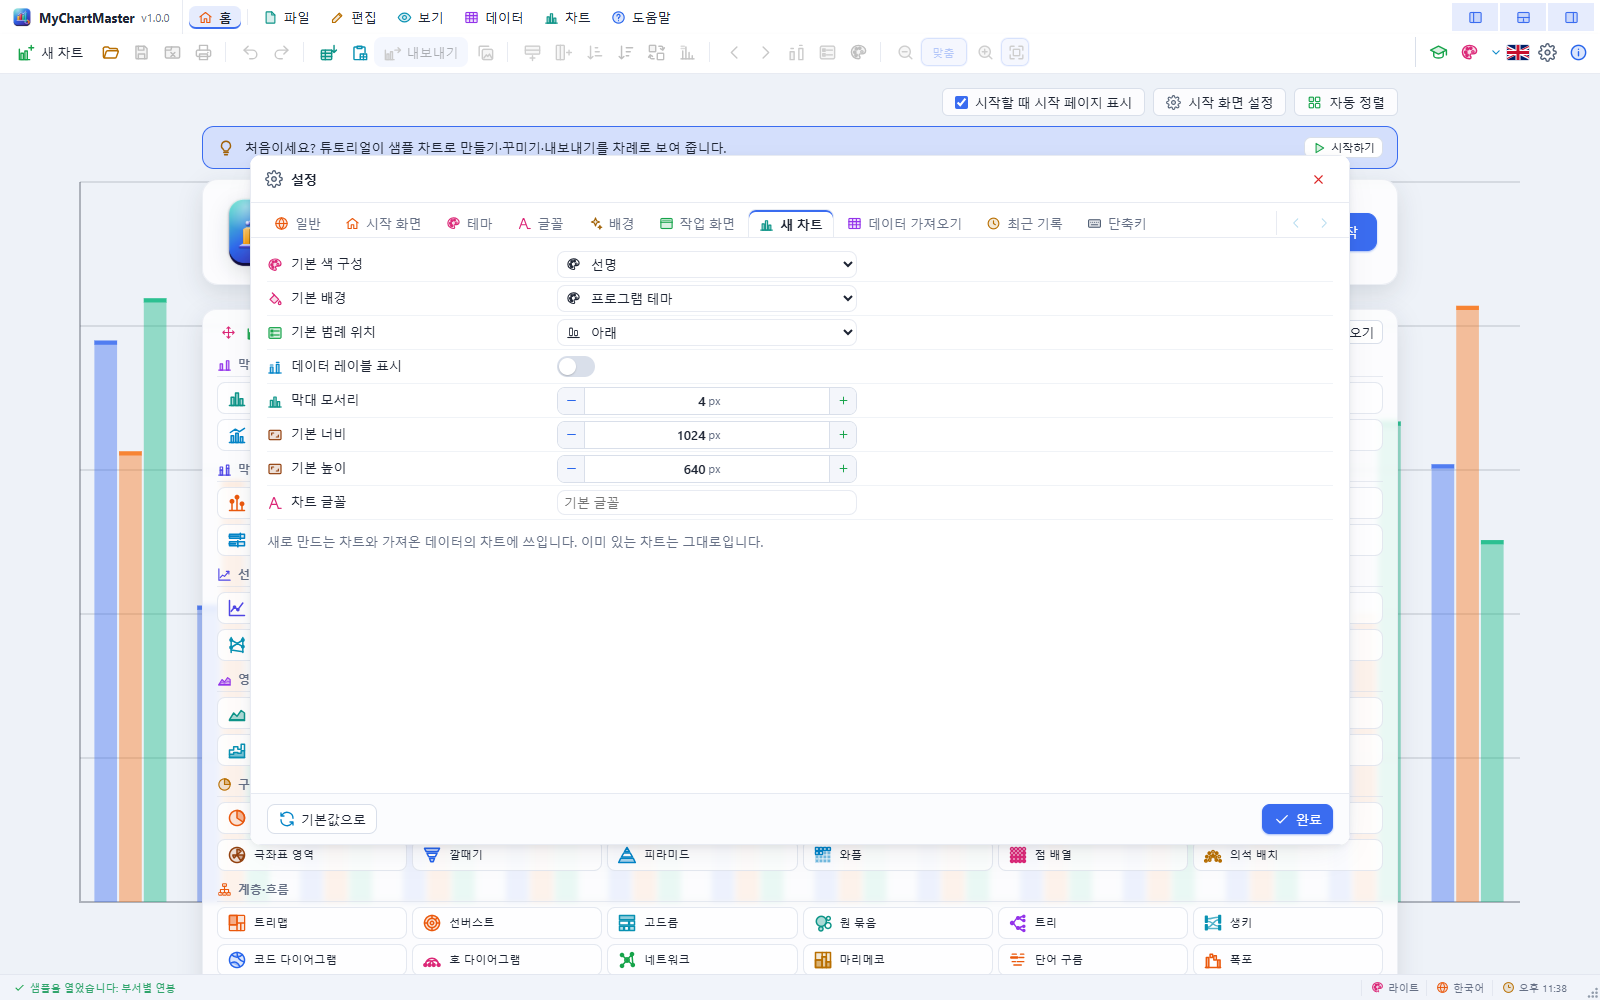 MyChartMaster v1.0.0 홈 파일 편집 보기 데이터 차트 도움말
새 차트 내보내기 맞춤
시작할 때 시작 페이지 표시 시작 화면 설정 자동 정렬
처음이세요? 튜토리얼이 샘플 차트로 만들기·꾸미기·내보내기를 차례로 보여 줍니다. 시작하기
설정
일반 시작 화면 테마 글꼴 배경 작업 화면 새 차트 데이터 가져오기 최근 기록 단축키
기본 색 구성 선명
기본 배경 프로그램 테마
기본 범례 위치 아래
데이터 레이블 표시
막대 모서리 4 px
기본 너비 1024 px
기본 높이 640 px
차트 글꼴 기본 글꼴
새로 만드는 차트와 가져온 데이터의 차트에 쓰입니다. 이미 있는 차트는 그대로입니다.
기본값으로 완료
작
오기
막
막
선
영
구
극좌표 영역 깔때기 피라미드 와플 점 배열 의석 배치
계층·흐름
트리맵 선버스트 고드름 원 묶음 트리 생키
코드 다이어그램 호 다이어그램 네트워크 마리메코 단어 구름 폭포
샘플을 열었습니다: 부서별 연봉 라이트 한국어 오후 11:38